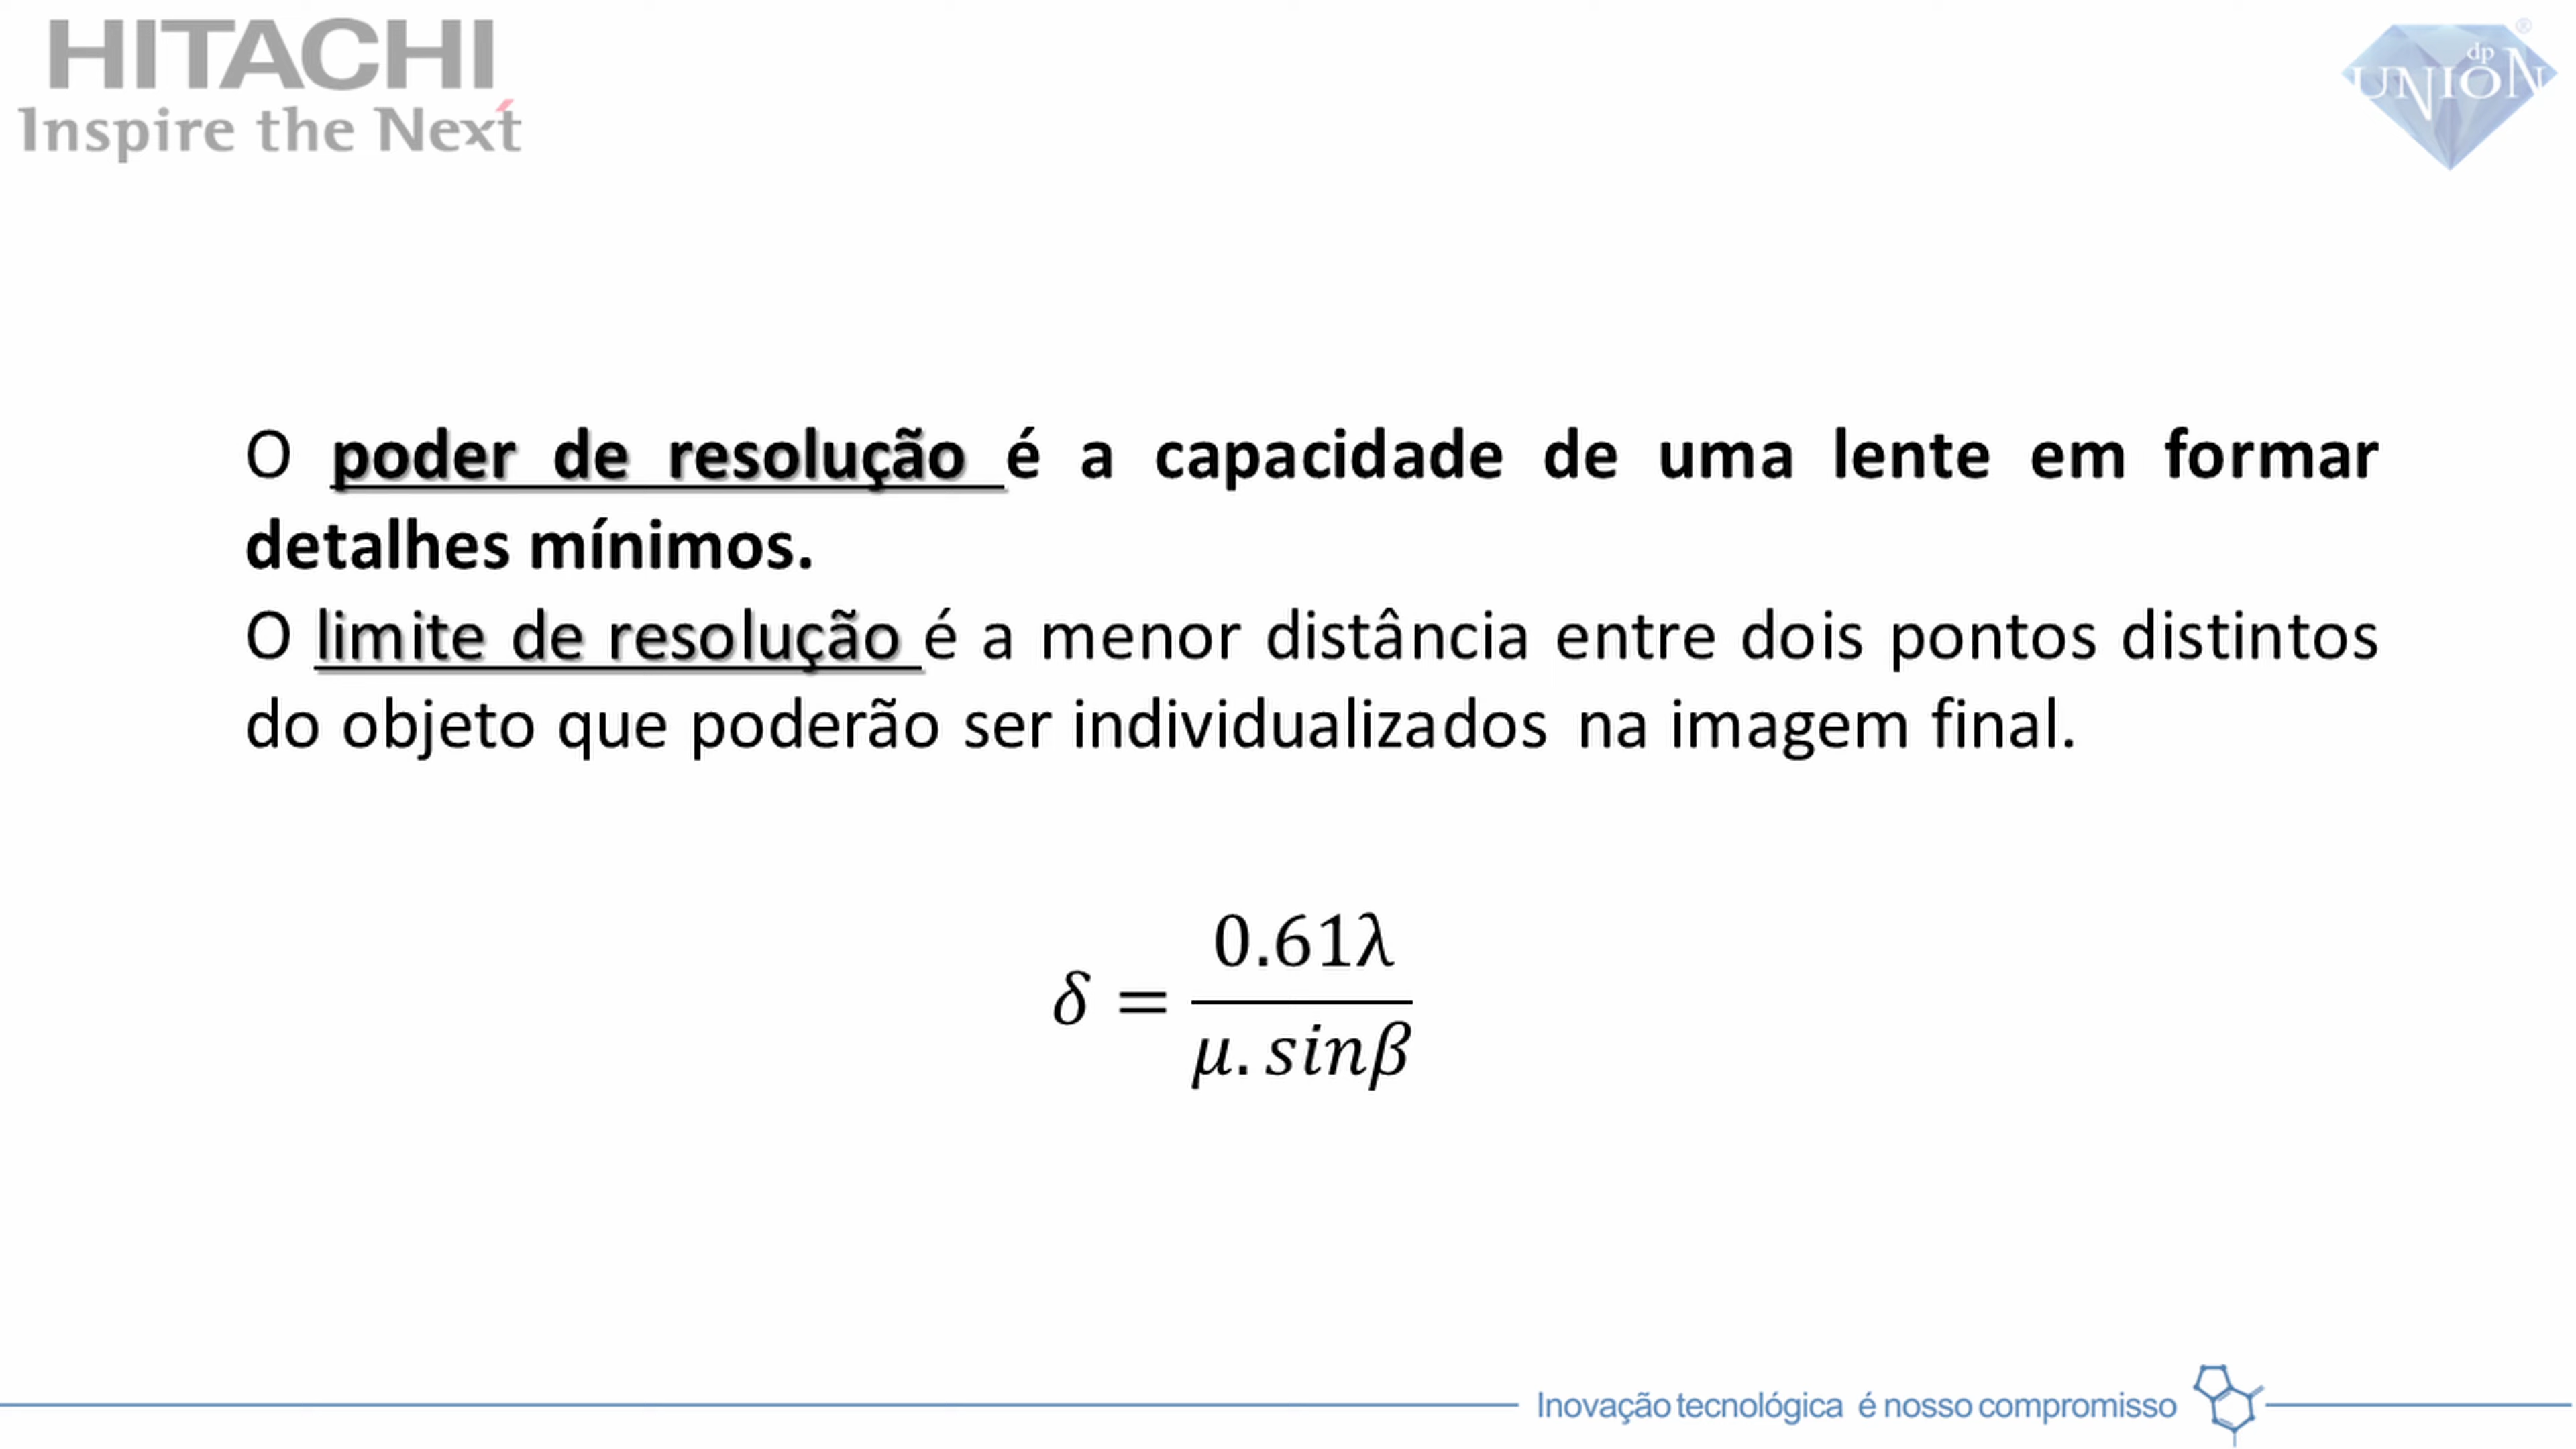 HITACHI
Inspire the Next
dp
UNION
®
O poder de resolução é a capacidade de uma lente em formar
detalhes mínimos.
O limite de resolução é a menor distância entre dois pontos distintos
do objeto que poderão ser individualizados na imagem final.
δ = 0.61λ / μ. sinβ
Inovação tecnológica é nosso compromisso